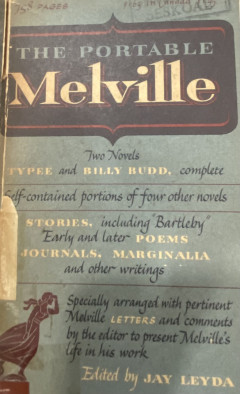 PAGES
THE PORTABLE
Melville
Two Novels
TYPEE and BILLY BUDD, complete
Self-contained portions of four other novels
STORIES, including "Bartleby"
Early and later POEMS
JOURNALS, MARGINALIA
and other writings
Specially arranged with pertinent
Melville LETTERS and comments
by the editor to present Melville's
life in his work
Edited by JAY LEYDA